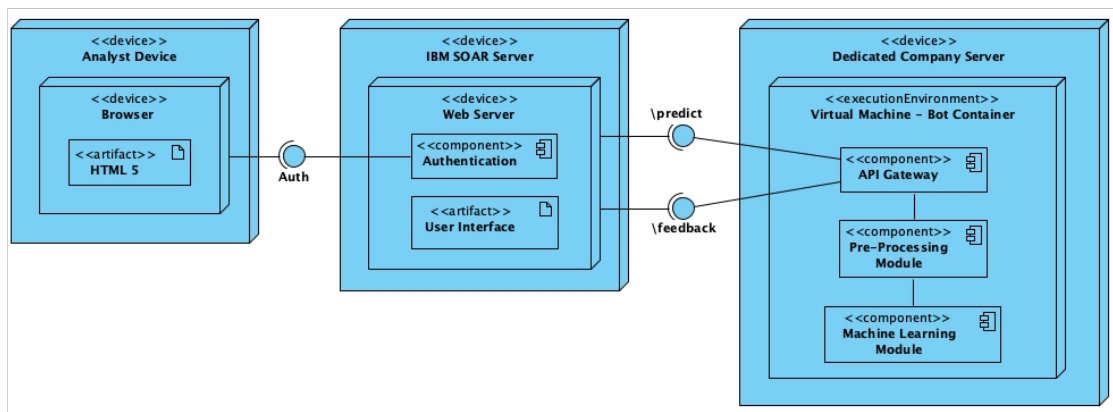 <<device>>
Analyst Device
<<device>>
Browser
<<artifact>>
HTML 5
Auth
<<device>>
IBM SOAR Server
<<device>>
Web Server
<<component>>
Authentication
<<artifact>>
User Interface
\predict
\feedback
<<device>>
Dedicated Company Server
<<executionEnvironment>>
Virtual Machine - Bot Container
<<component>>
API Gateway
<<component>>
Pre-Processing
Module
<<component>>
Machine Learning
Module